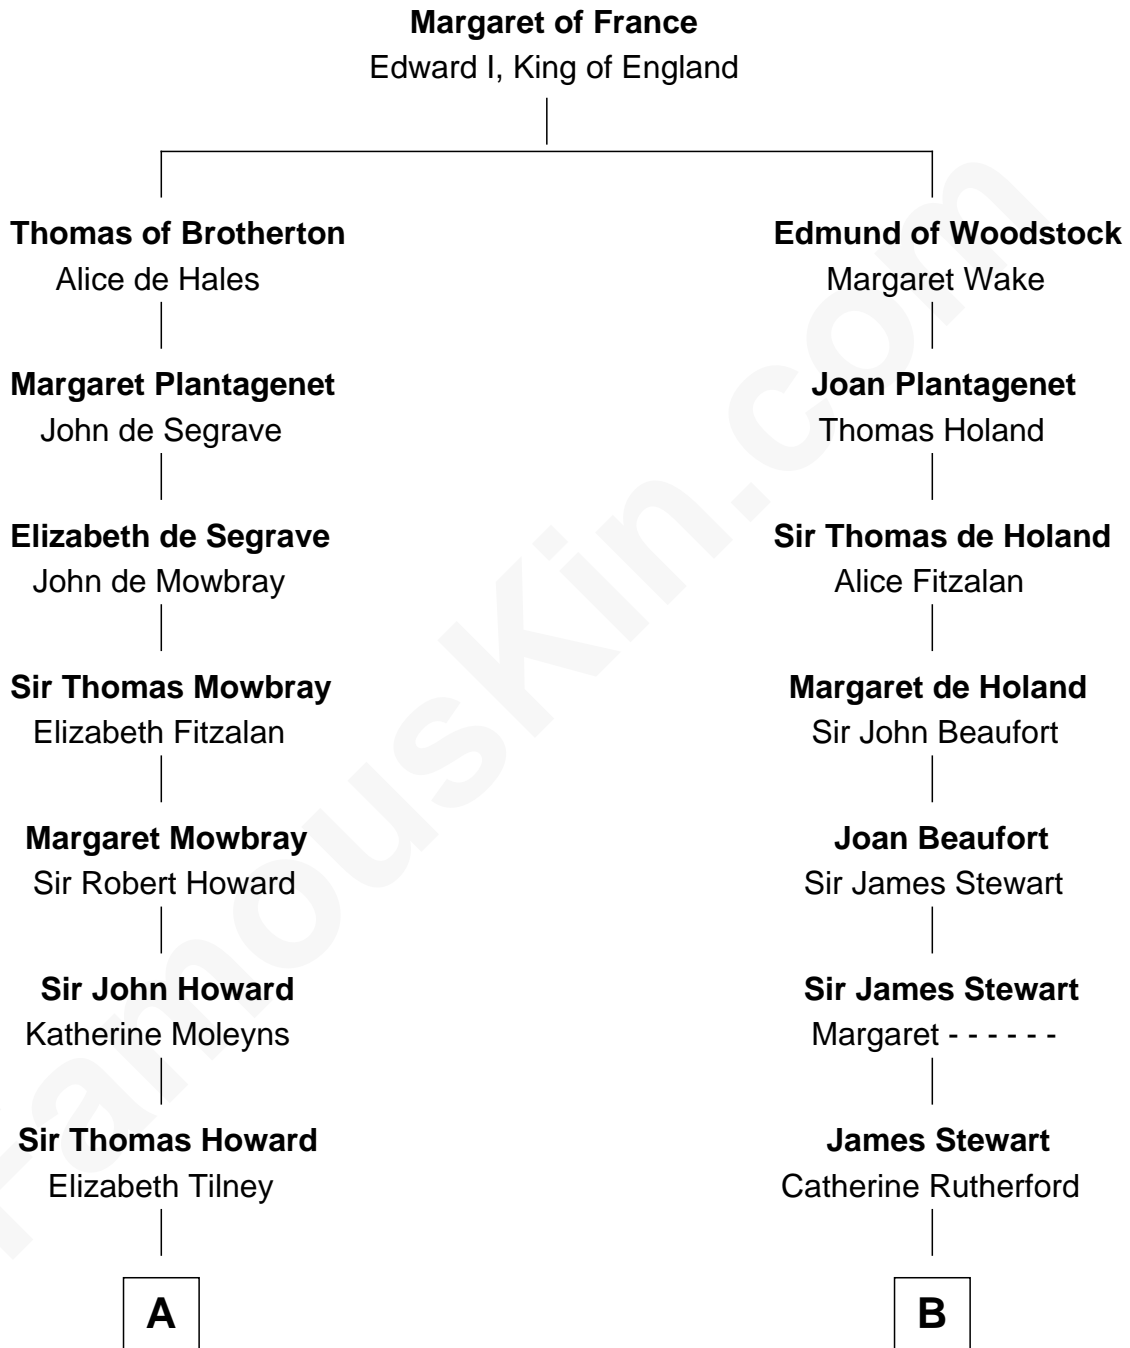 Margaret of France
Edward I, King of England
Thomas of Brotherton
Alice de Hales
Margaret Plantagenet
John de Segrave
Elizabeth de Segrave
John de Mowbray
Sir Thomas Mowbray
Elizabeth Fitzalan
Margaret Mowbray
Sir Robert Howard
Sir John Howard
Katherine Moleyns
Sir Thomas Howard
Elizabeth Tilney
A
Edmund of Woodstock
Margaret Wake
Joan Plantagenet
Thomas Holand
Sir Thomas de Holand
Alice Fitzalan
Margaret de Holand
Sir John Beaufort
Joan Beaufort
Sir James Stewart
Sir James Stewart
Margaret - - - - - -
James Stewart
Catherine Rutherford
B
FamousKin.com